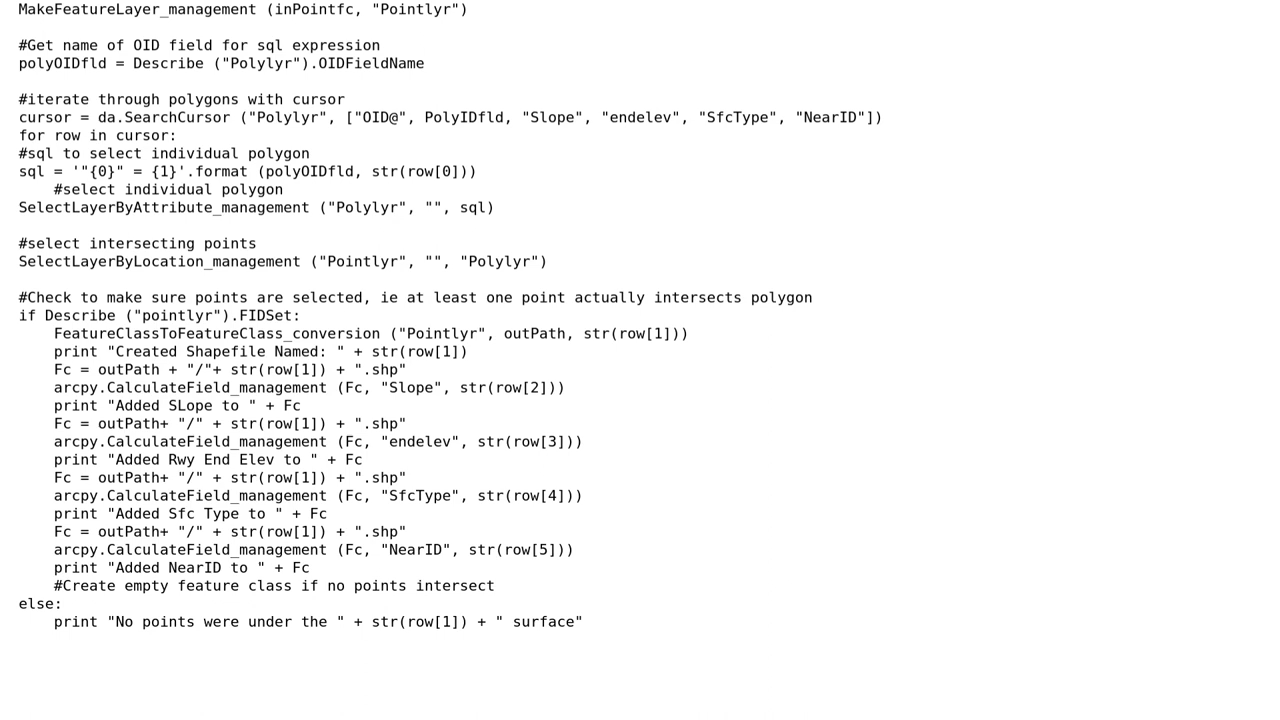 MakeFeatureLayer_management (inPointfc, "Pointlyr")

#Get name of OID field for sql expression
polyOIDfld = Describe ("Polylyr").OIDFieldName

#iterate through polygons with cursor
cursor = da.SearchCursor ("Polylyr", ["OID@", PolyIDfld, "Slope", "endelev", "SfcType", "NearID"])
for row in cursor:
#sql to select individual polygon
sql = '"{0}" = {1}'.format (polyOIDfld, str(row[0]))
    #select individual polygon
SelectLayerByAttribute_management ("Polylyr", "", sql)

#select intersecting points
SelectLayerByLocation_management ("Pointlyr", "", "Polylyr")

#Check to make sure points are selected, ie at least one point actually intersects polygon
if Describe ("pointlyr").FIDSet:
    FeatureClassToFeatureClass_conversion ("Pointlyr", outPath, str(row[1]))
    print "Created Shapefile Named: " + str(row[1])
    Fc = outPath + "/"+ str(row[1]) + ".shp"
    arcpy.CalculateField_management (Fc, "Slope", str(row[2]))
    print "Added SLope to " + Fc
    Fc = outPath+ "/" + str(row[1]) + ".shp"
    arcpy.CalculateField_management (Fc, "endelev", str(row[3]))
    print "Added Rwy End Elev to " + Fc
    Fc = outPath+ "/" + str(row[1]) + ".shp"
    arcpy.CalculateField_management (Fc, "SfcType", str(row[4]))
    print "Added Sfc Type to " + Fc
    Fc = outPath+ "/" + str(row[1]) + ".shp"
    arcpy.CalculateField_management (Fc, "NearID", str(row[5]))
    print "Added NearID to " + Fc
    #Create empty feature class if no points intersect
else:
    print "No points were under the " + str(row[1]) + " surface"